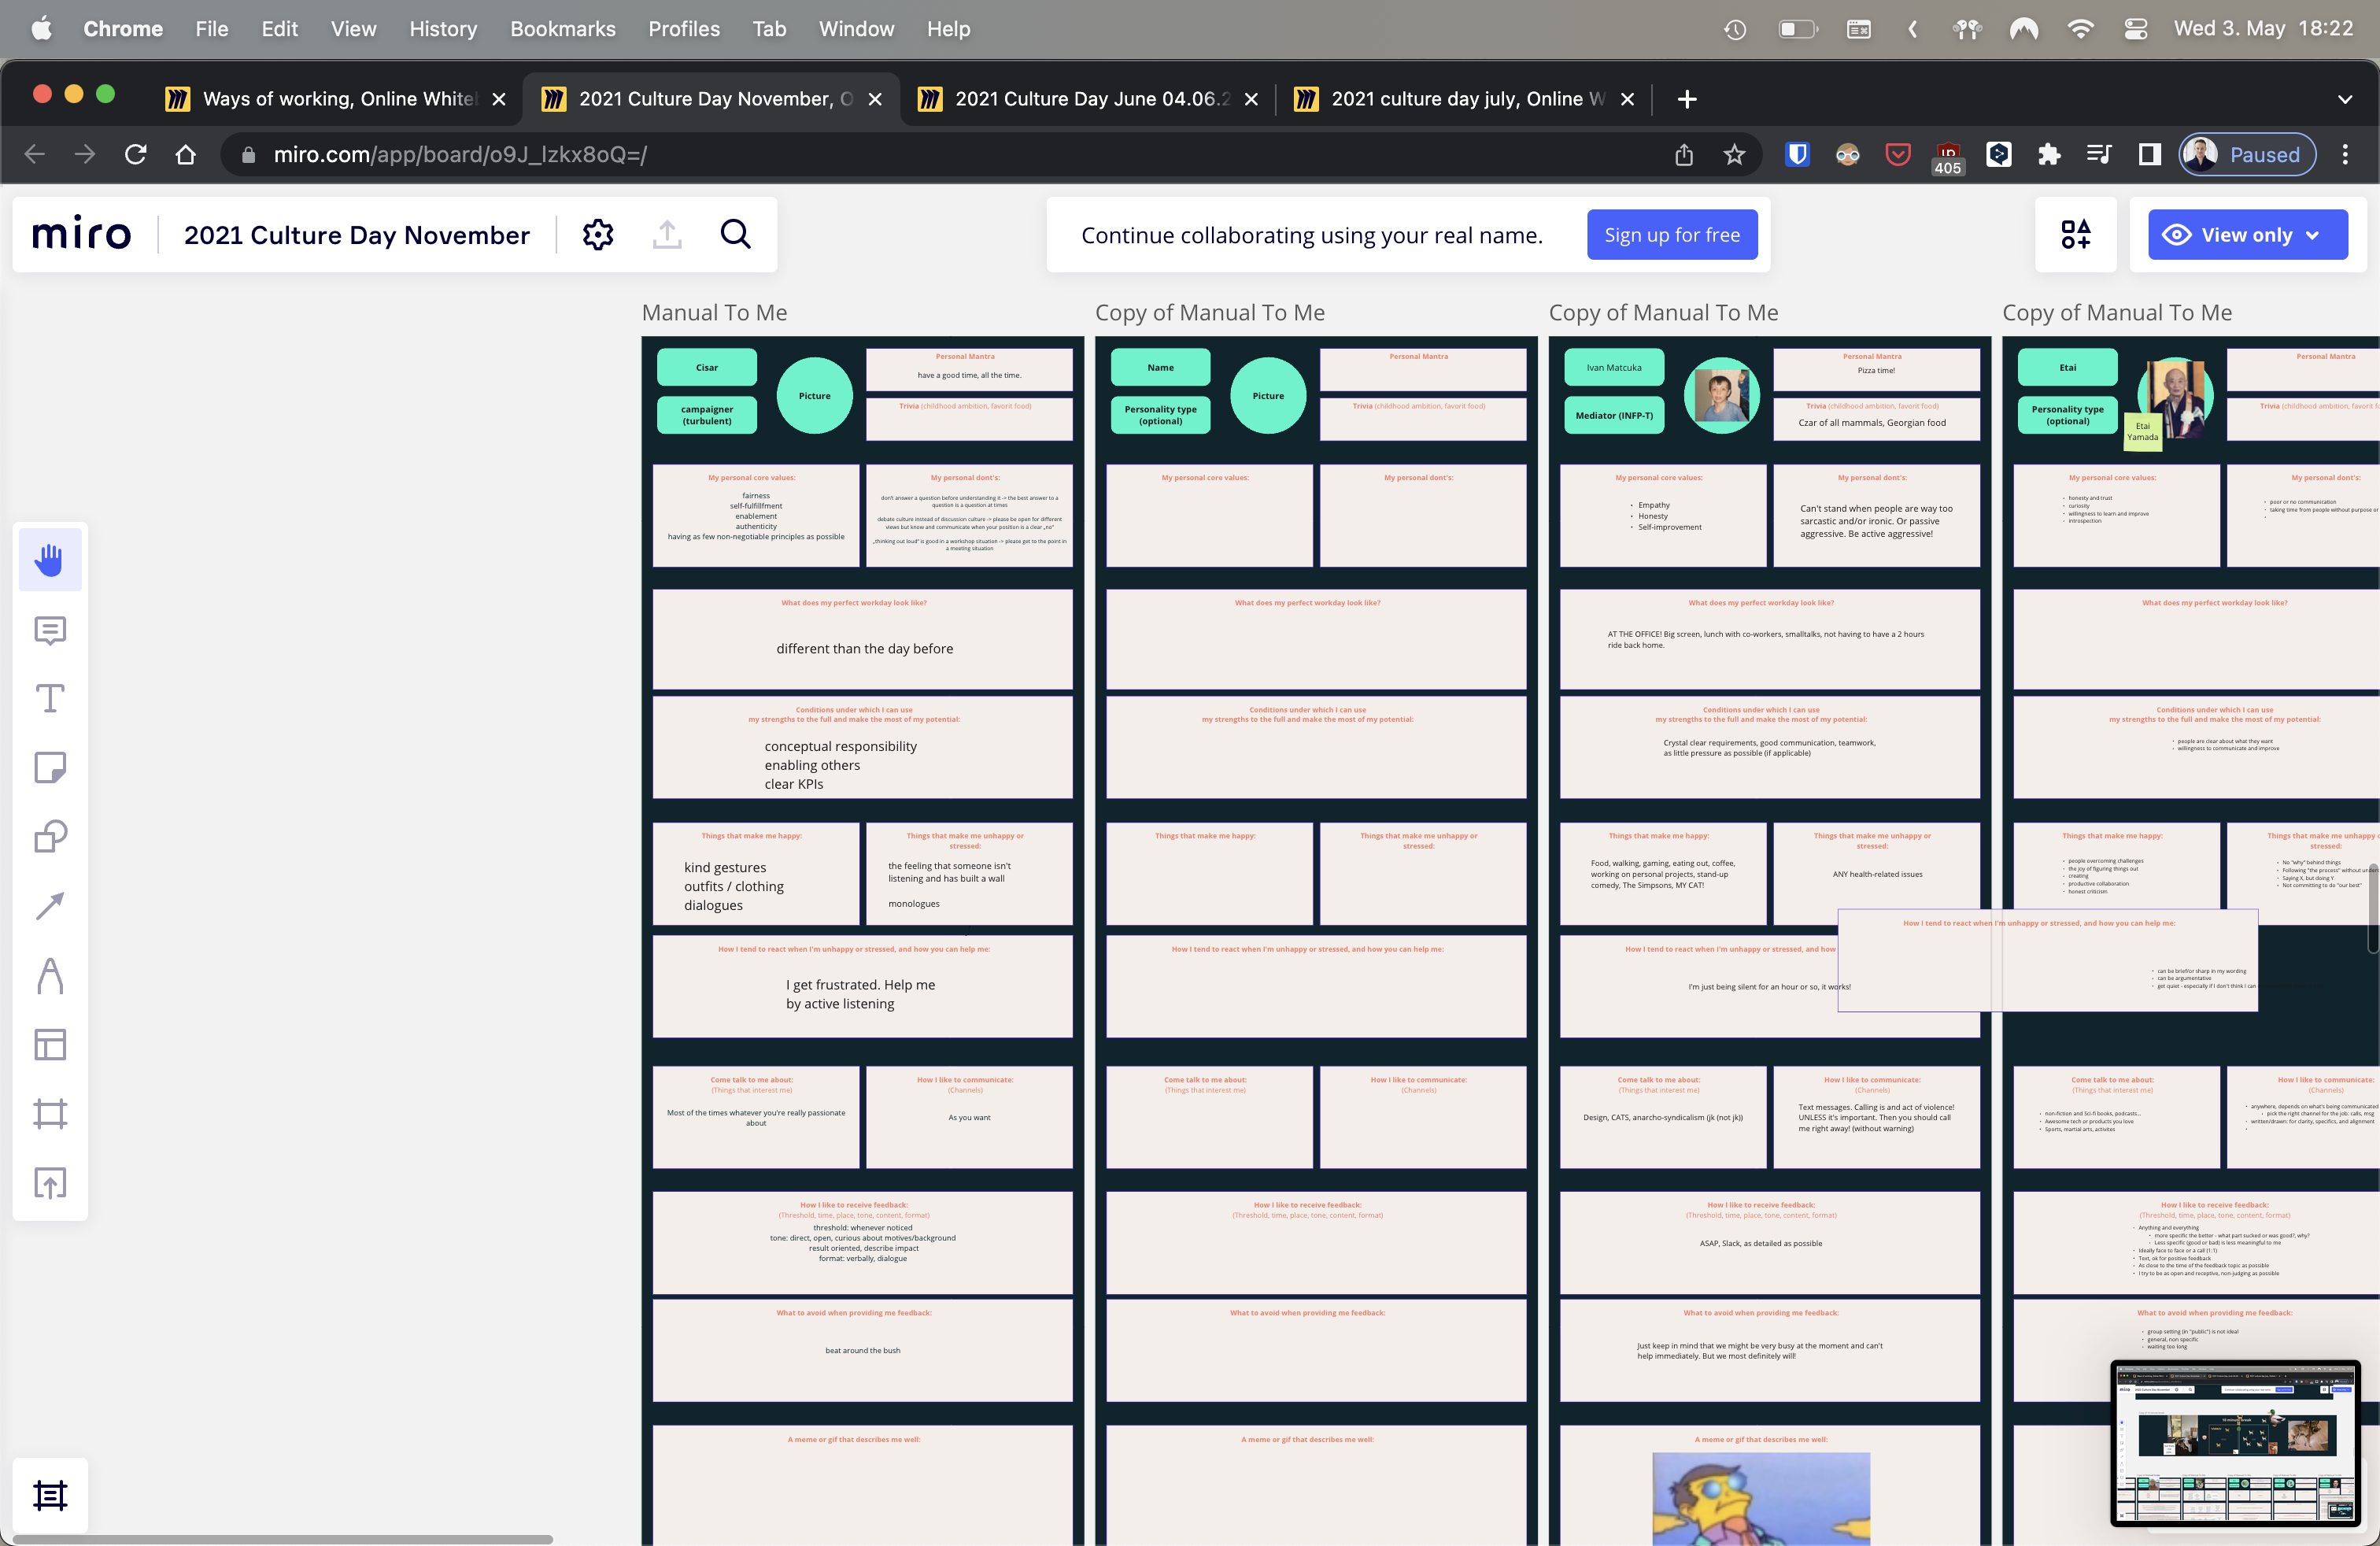 Chrome File Edit View History Bookmarks Profiles Tab Window Help
Wed 3. May 18:22
Ways of working, Online White
2021 Culture Day November, O
2021 Culture Day June 04.06.2
2021 culture day july, Online W
miro.com/app/board/o9J_lzkx8oQ=/
405
Paused
miro
2021 Culture Day November
Continue collaborating using your real name.
Sign up for free
View only
Manual To Me
Cisar
campaigner
(turbulent)
Picture
Personal Mantra
have a good time, all the time.
Trivia (childhood ambition, favorit food)
My personal core values:
fairness
self-fulfillfment
enablement
authenticity
having as few non-negotiable principles as possible
My personal dont's:
don't answer a question before understanding it -> the best answer to a
question is a question at times
debate culture instead of discussion culture -> please be open for different
views but know and communicate when your position is a clear „no"
„thinking out loud" is good in a workshop situation -> please get to the point in
a meeting situation
What does my perfect workday look like?
different than the day before
Conditions under which I can use
my strengths to the full and make the most of my potential:
conceptual responsibility
enabling others
clear KPIs
Things that make me happy:
kind gestures
outfits / clothing
dialogues
Things that make me unhappy or
stressed:
the feeling that someone isn't
listening and has built a wall
monologues
How I tend to react when I'm unhappy or stressed, and how you can help me:
I get frustrated. Help me
by active listening
Come talk to me about:
(Things that interest me)
Most of the times whatever you're really passionate
about
How I like to communicate:
(Channels)
As you want
How I like to receive feedback:
(Threshold, time, place, tone, content, format)
threshold: whenever noticed
tone: direct, open, curious about motives/background
result oriented, describe impact
format: verbally, dialogue
What to avoid when providing me feedback:
beat around the bush
A meme or gif that describes me well:
Copy of Manual To Me
Name
Personality type
(optional)
Picture
Personal Mantra
Trivia (childhood ambition, favorit food)
My personal core values:
My personal dont's:
What does my perfect workday look like?
Conditions under which I can use
my strengths to the full and make the most of my potential:
Things that make me happy:
Things that make me unhappy or
stressed:
How I tend to react when I'm unhappy or stressed, and how you can help me:
Come talk to me about:
(Things that interest me)
How I like to communicate:
(Channels)
How I like to receive feedback:
(Threshold, time, place, tone, content, format)
What to avoid when providing me feedback:
A meme or gif that describes me well:
Copy of Manual To Me
Ivan Matcuka
Mediator (INFP-T)
Personal Mantra
Pizza time!
Trivia (childhood ambition, favorit food)
Czar of all mammals, Georgian food
My personal core values:
• Empathy
• Honesty
• Self-improvement
My personal dont's:
Can't stand when people are way too
sarcastic and/or ironic. Or passive
aggressive. Be active aggressive!
What does my perfect workday look like?
AT THE OFFICE! Big screen, lunch with co-workers, smalltalks, not having to have a 2 hours
ride back home.
Conditions under which I can use
my strengths to the full and make the most of my potential:
Crystal clear requirements, good communication, teamwork,
as little pressure as possible (if applicable)
Things that make me happy:
Food, walking, gaming, eating out, coffee,
working on personal projects, stand-up
comedy, The Simpsons, MY CAT!
Things that make me unhappy or
stressed:
ANY health-related issues
How I tend to react when I'm unhappy or stressed, and how
I'm just being silent for an hour or so, it works!
Come talk to me about:
(Things that interest me)
Design, CATS, anarcho-syndicalism (jk (not jk))
How I like to communicate:
(Channels)
Text messages. Calling is and act of violence!
UNLESS it's important. Then you should call
me right away! (without warning)
How I like to receive feedback:
(Threshold, time, place, tone, content, format)
ASAP, Slack, as detailed as possible
What to avoid when providing me feedback:
Just keep in mind that we might be very busy at the moment and can't
help immediately. But we most definitely will!
A meme or gif that describes me well:
Copy of Manual To Me
Etai
Personality type
(optional)
Etai
Yamada
Personal Mantra
Trivia (childhood ambition, favorit fo
My personal core values:
• honesty and trust
• curiosity
• willingness to learn and improve
• introspection
My personal dont's:
• poor or no communication
• taking time from people without purpose or
What does my perfect workday look like?
Conditions under which I can use
my strengths to the full and make the most of my potential:
• people are clear about what they want
• willingness to communicate and improve
Things that make me happy:
• people overcoming challenges
• the joy of figuring things out
• creating
• productive collaboration
• honest criticism
Things that make me unhappy o
stressed:
• No "Why" behind things
• Following "the process" without under
• Saying X, but doing Y
• Not committing to do "our best"
How I tend to react when I'm unhappy or stressed, and how you can help me:
• can be brief/or sharp in my wording
• can be argumentative
• get quiet - especially if I don't think I can
Come talk to me about:
(Things that interest me)
• non-fiction and Sci-fi books, podcasts...
• Awesome tech or products you love
• Sports, martial arts, activites
How I like to communicate:
(Channels)
• anywhere, depends on what's being communicated
• pick the right channel for the job: calls, msg
• written/drawn: for clarity, specifics, and alignment
How I like to receive feedback:
(Threshold, time, place, tone, content, format)
• Anything and everything
• more specific the better - what part sucked or was good?, why?
• Less specific (good or bad) is less meaningful to me
• Ideally face to face or a call (1:1)
• Text, ok for positive feedback
• As close to the time of the feedback topic as possible
• I try to be as open and receptive, non-judging as possible
What to avoid when providing me feedback:
• group setting (in "public") is not ideal
• general, non specific
• waiting too long